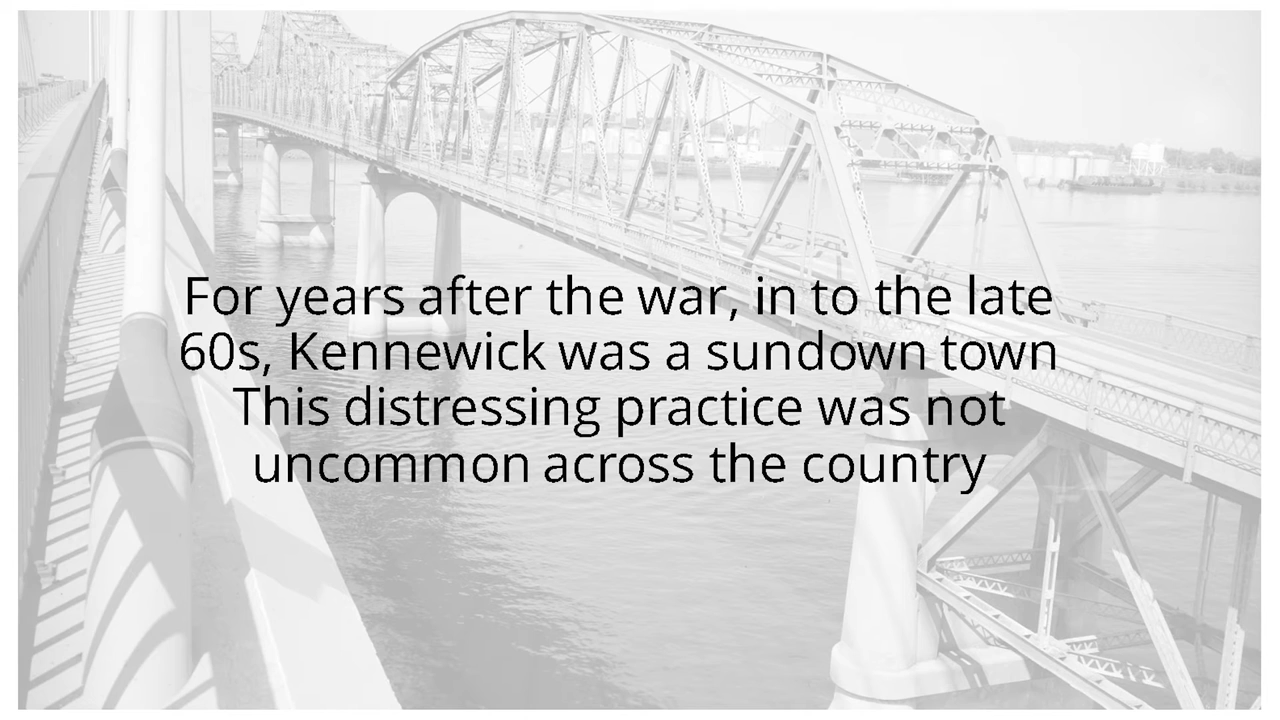 For years after the war, in to the late
60s, Kennewick was a sundown town
This distressing practice was not
uncommon across the country